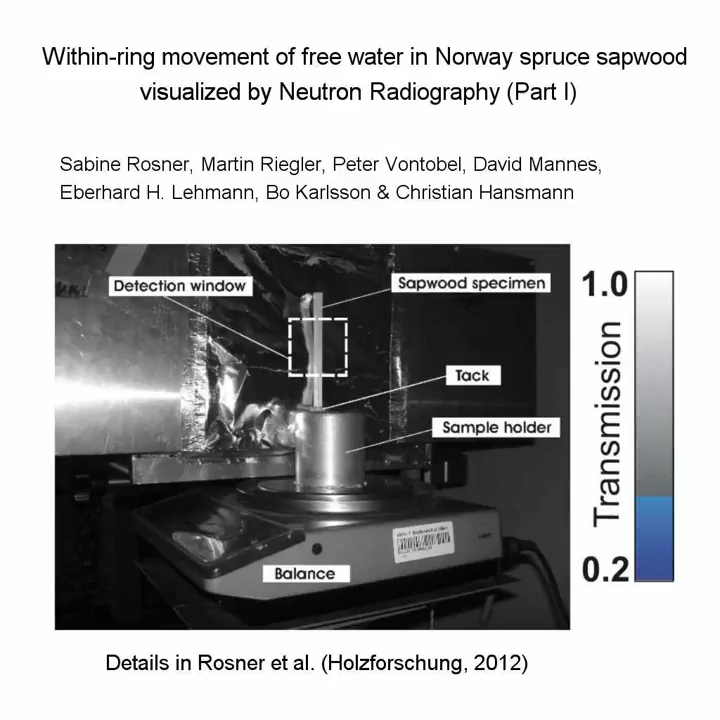 Within-ring movement of free water in Norway spruce sapwood
visualized by Neutron Radiography (Part I)
Sabine Rosner, Martin Riegler, Peter Vontobel, David Mannes,
Eberhard H. Lehmann, Bo Karlsson & Christian Hansmann
Detection window
Sapwood specimen
Tack
Sample holder
Balance
1.0
Transmission
0.2
Details in Rosner et al. (Holzforschung, 2012)